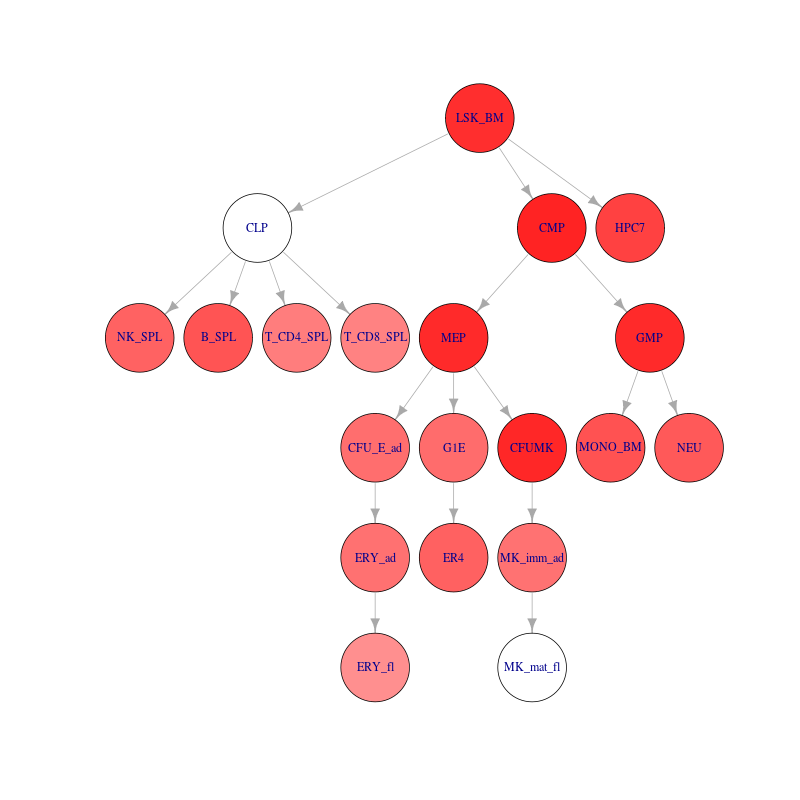 LSK_BM
CLP
CMP
HPC7
NK_SPL
B_SPL
T_CD4_SPL
T_CD8_SPL
MEP
GMP
CFU_E_ad
G1E
CFUMK
MONO_BM
NEU
ERY_ad
ER4
MK_imm_ad
ERY_fl
MK_mat_fl